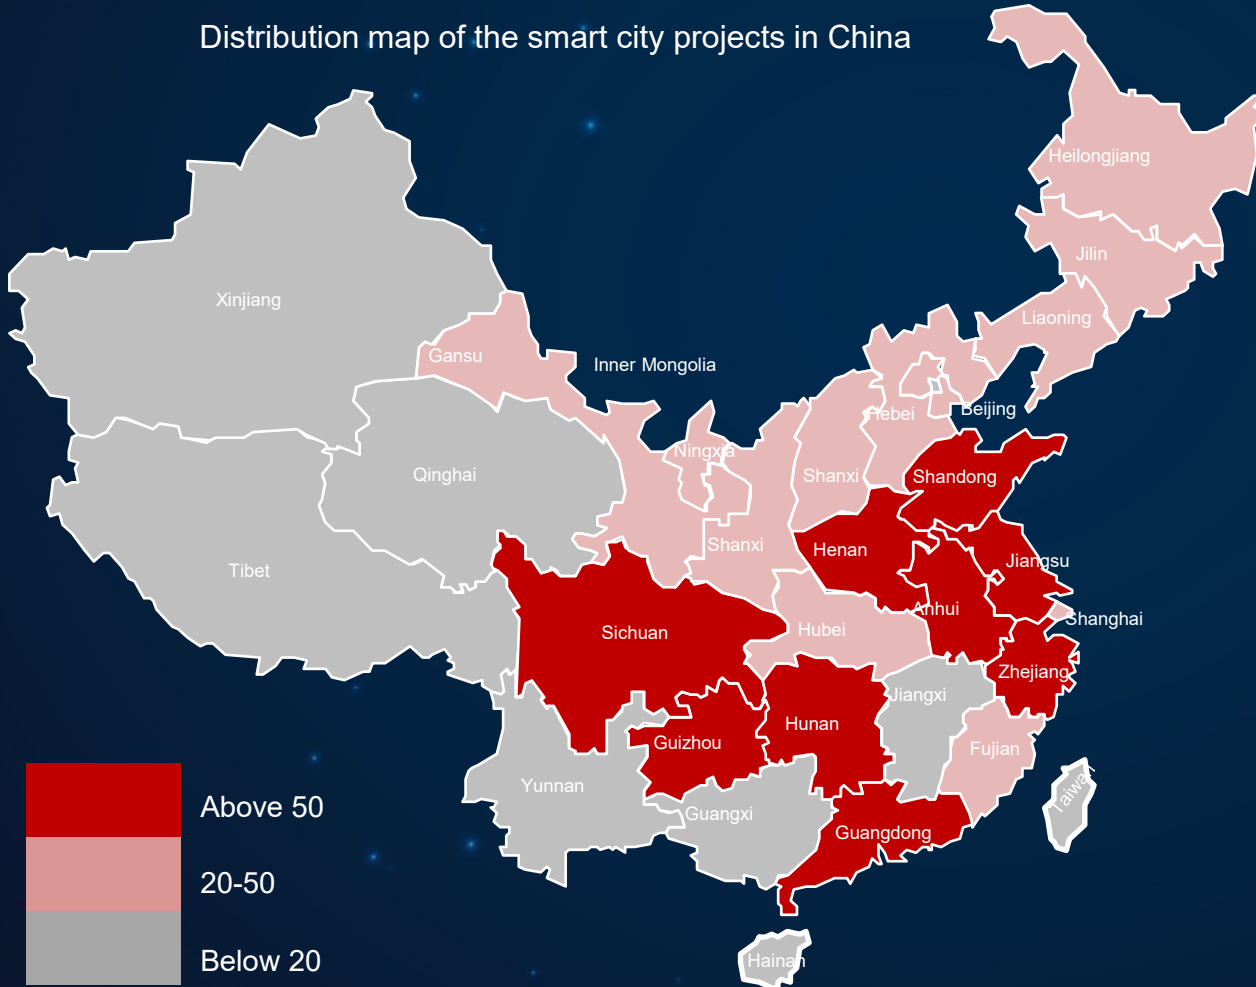 Distribution map of the smart city projects in China
Heilongjiang
Jilin
Xinjiang
Liaoning
Gansu
Inner Mongolia
Hebei
Beijing
Ningxia
Qinghai
Shanxi
Shandong
Shanxi
Henan
Jiangsu
Tibet
Anhui
Shanghai
Sichuan
Hubei
Zhejiang
Jiangxi
Hunan
Guizhou
Fujian
Yunnan
Taiwan
Guangxi
Guangdong
Above 50
20-50
Below 20
Hainan